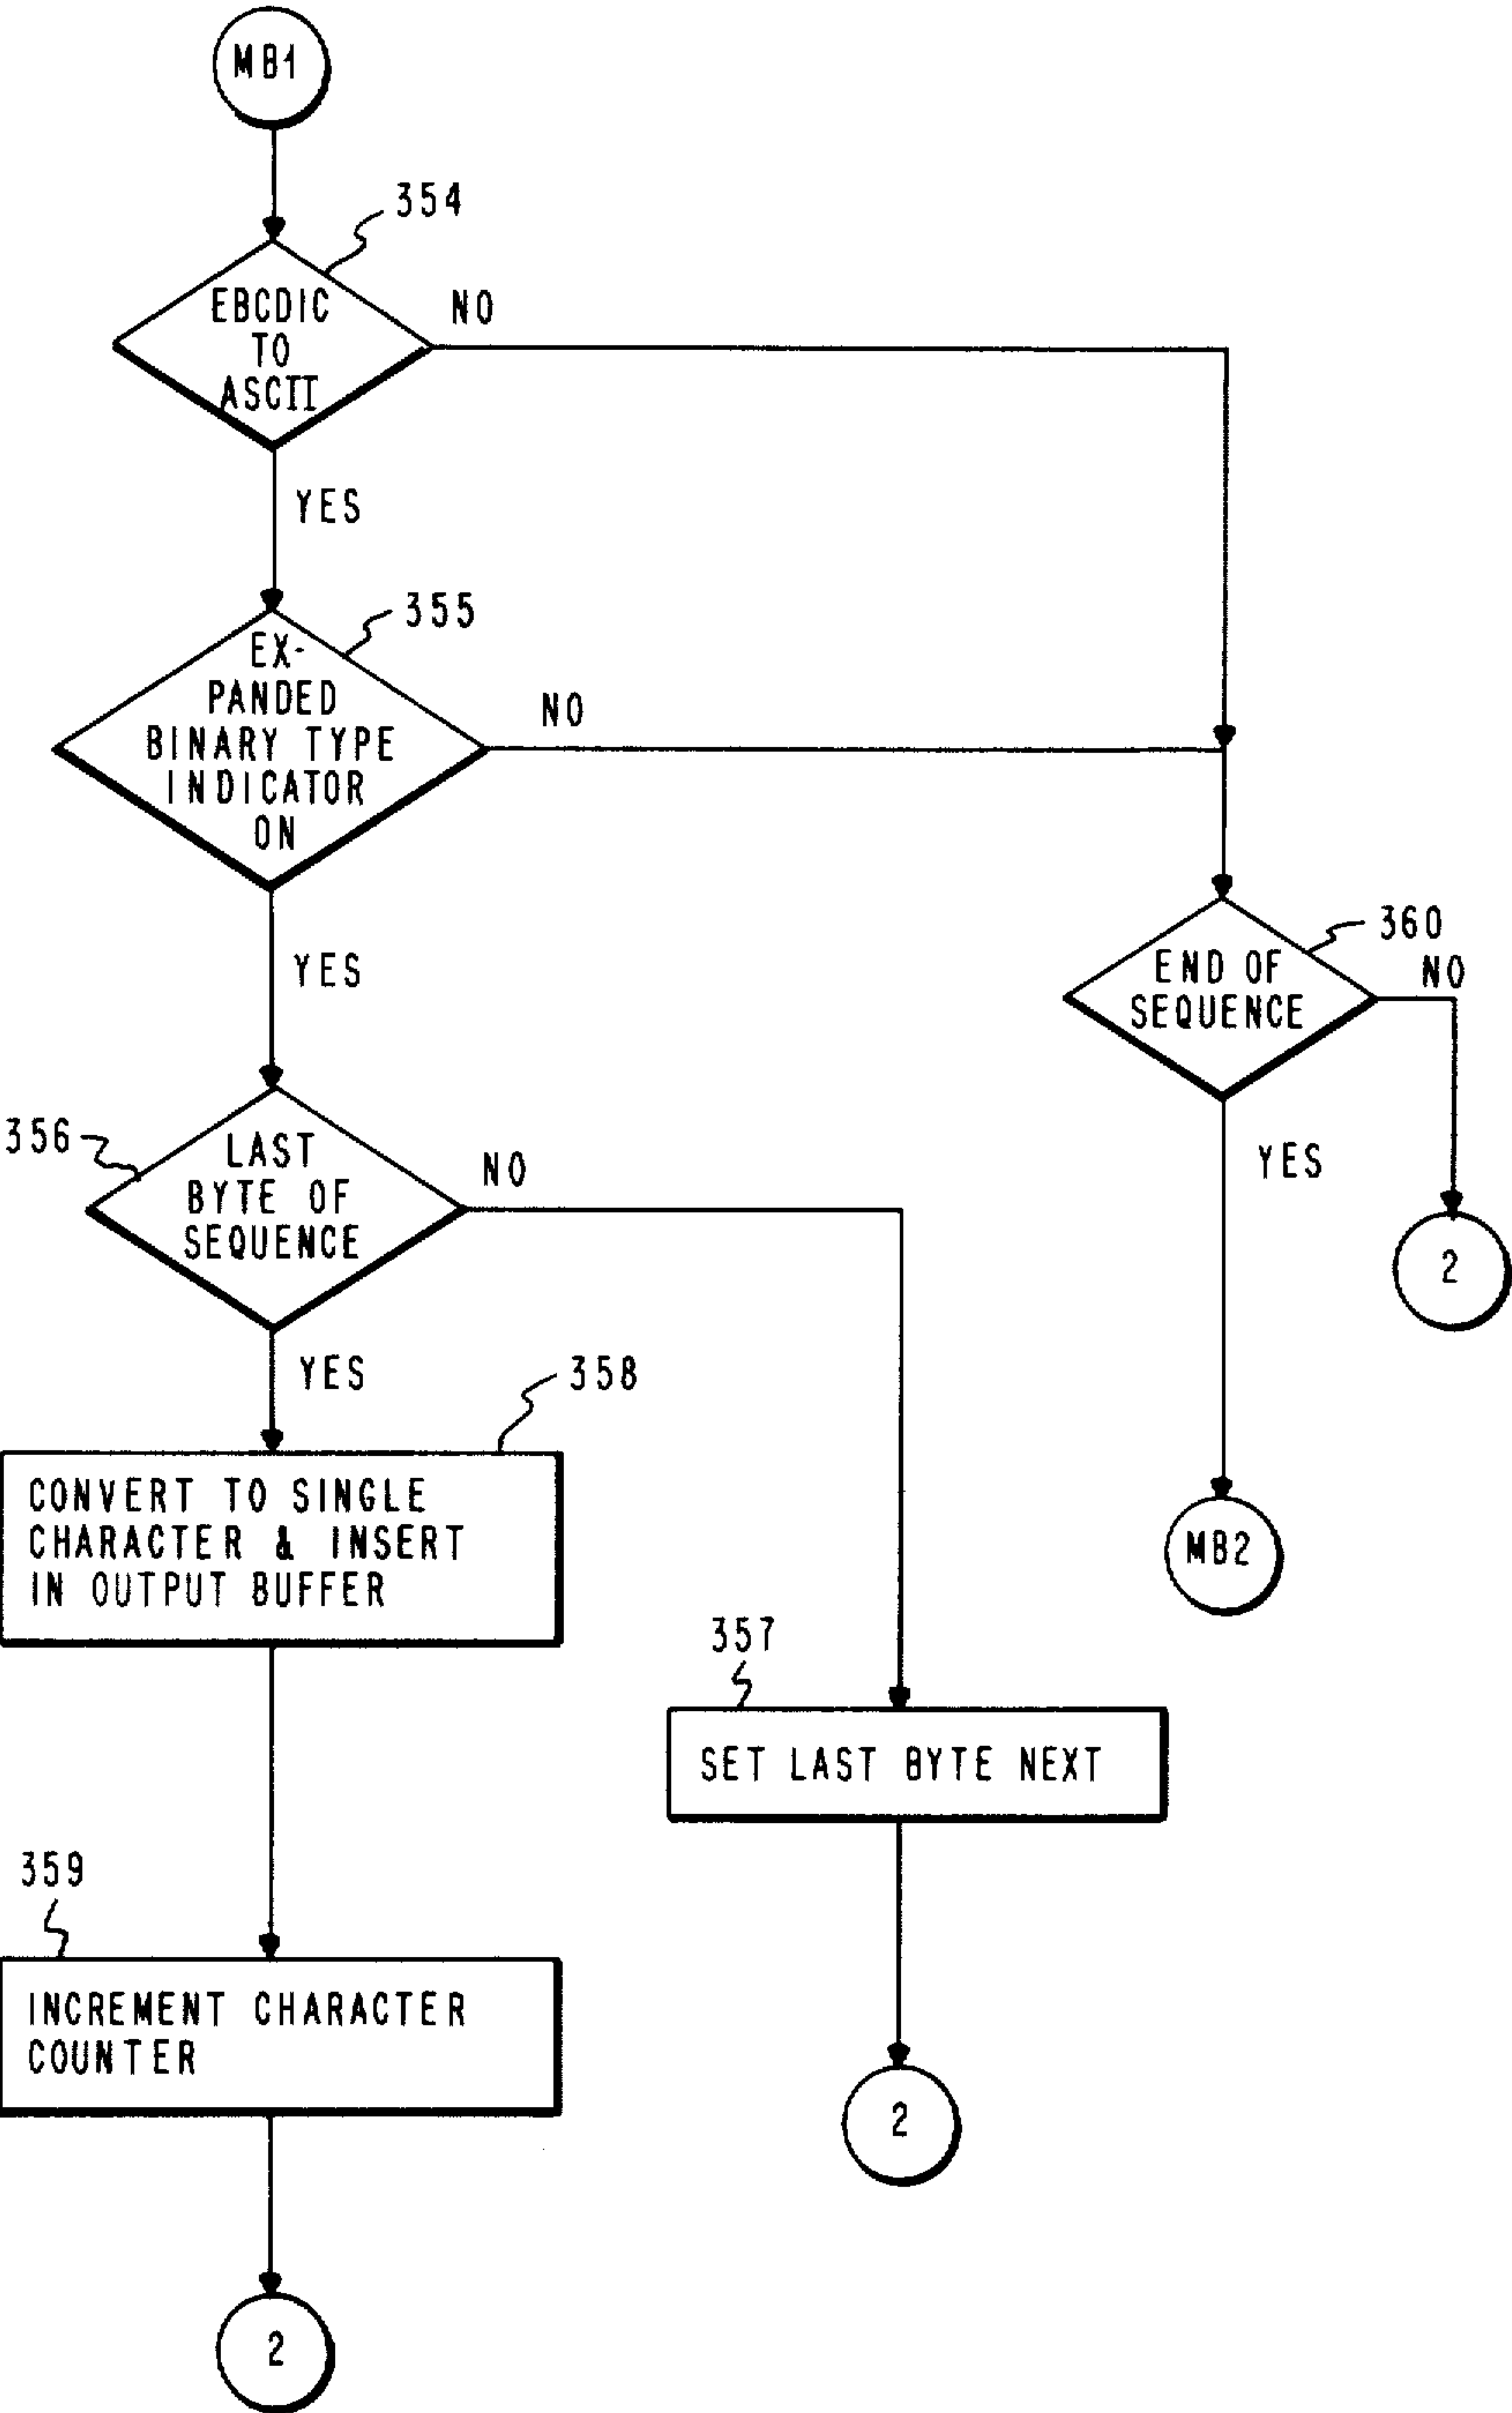 MB1
354
EBCDIC
TO
ASCII
NO
YES
355
EX-
PANDED
BINARY TYPE
INDICATOR
ON
NO
YES
360
END OF
SEQUENCE
NO
YES
2
MB2
356
LAST
BYTE OF
SEQUENCE
NO
YES
358
CONVERT TO SINGLE
CHARACTER & INSERT
IN OUTPUT BUFFER
357
SET LAST BYTE NEXT
2
359
INCREMENT CHARACTER
COUNTER
2